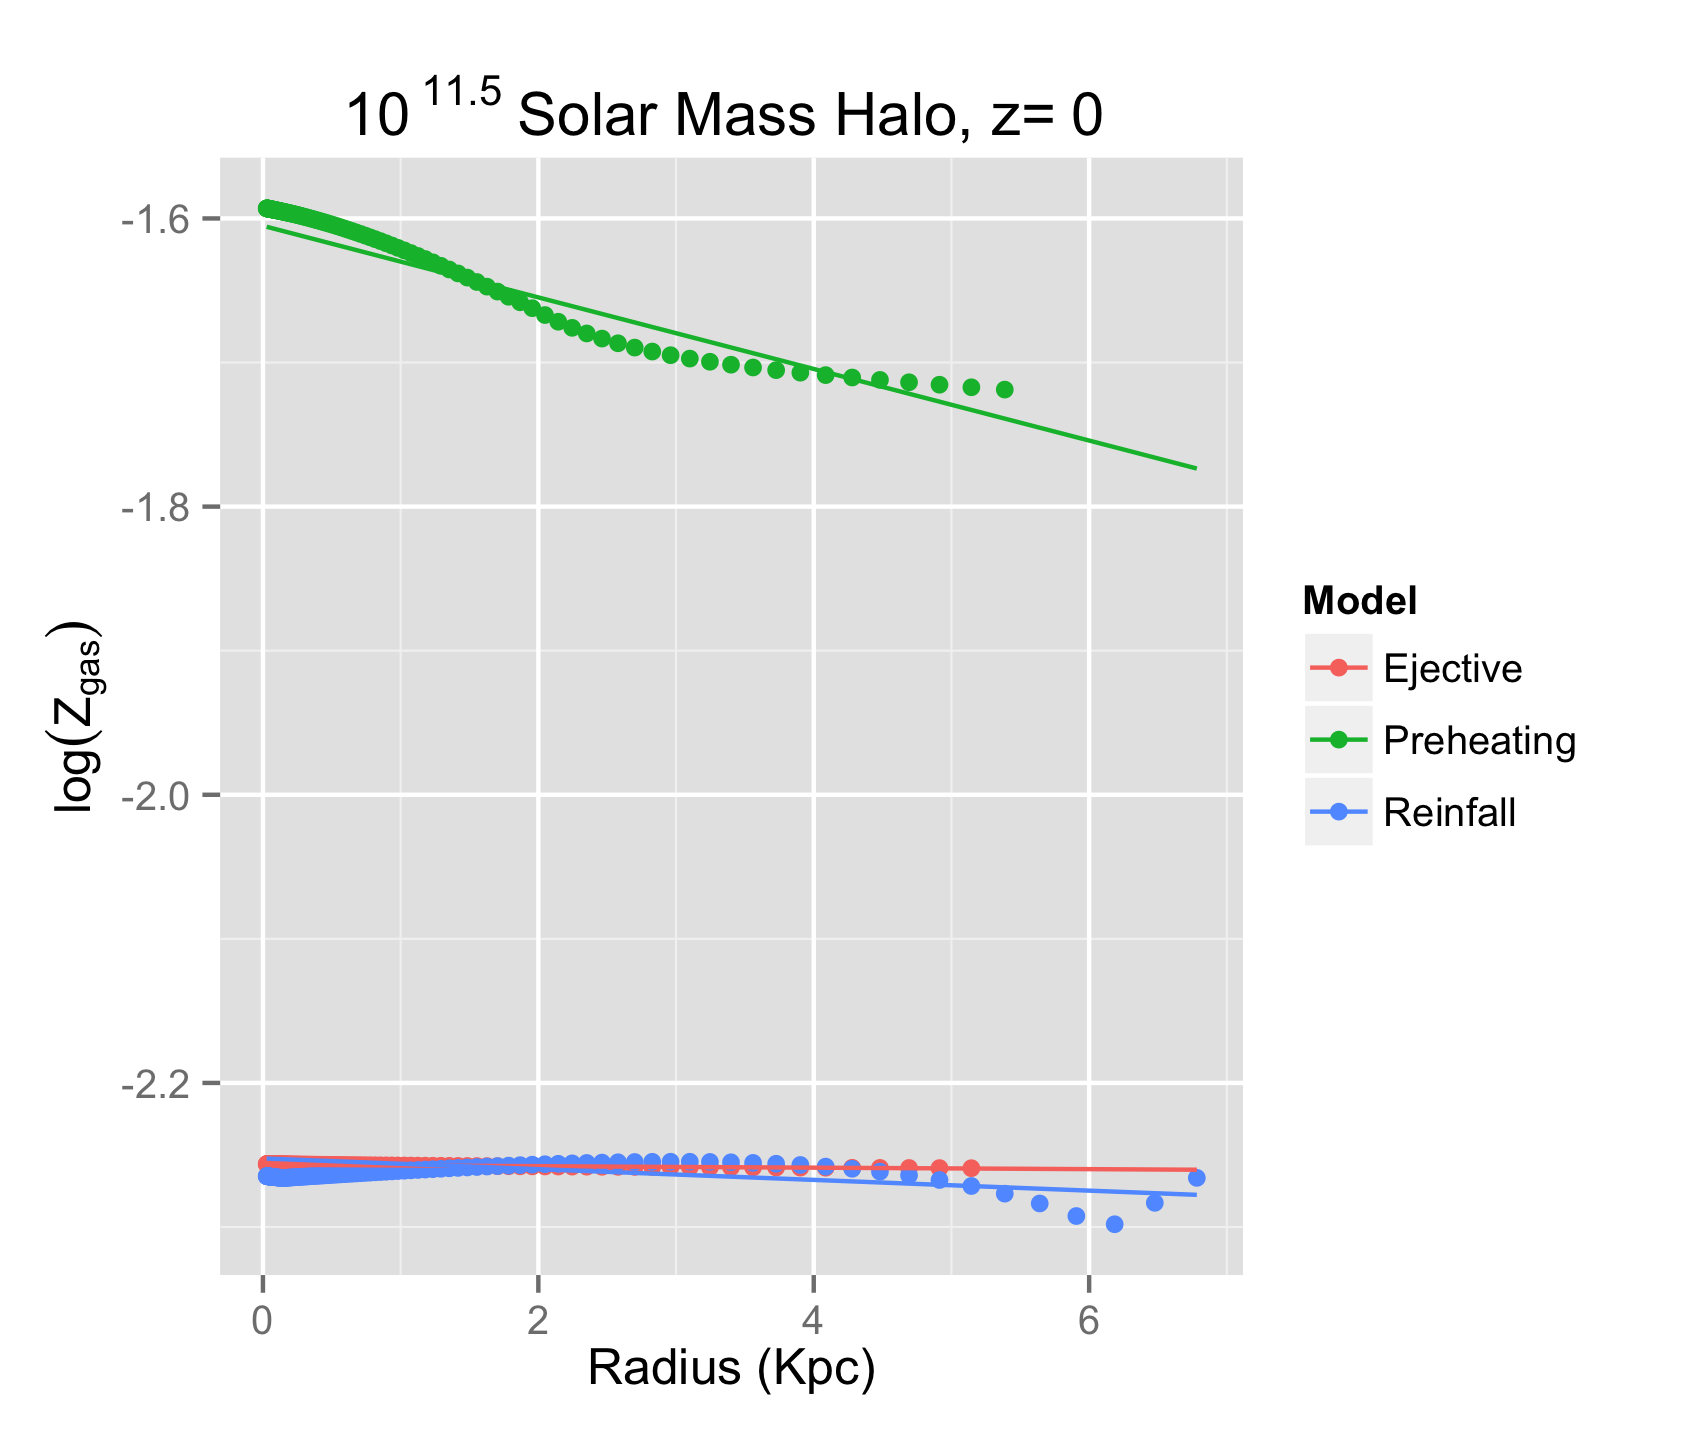 10 11.5 Solar Mass Halo, z= 0
-1.6
-1.8
-2.0
-2.2
log(Zgas)
0 2 4 6
Radius (Kpc)
Model
Ejective
Preheating
Reinfall